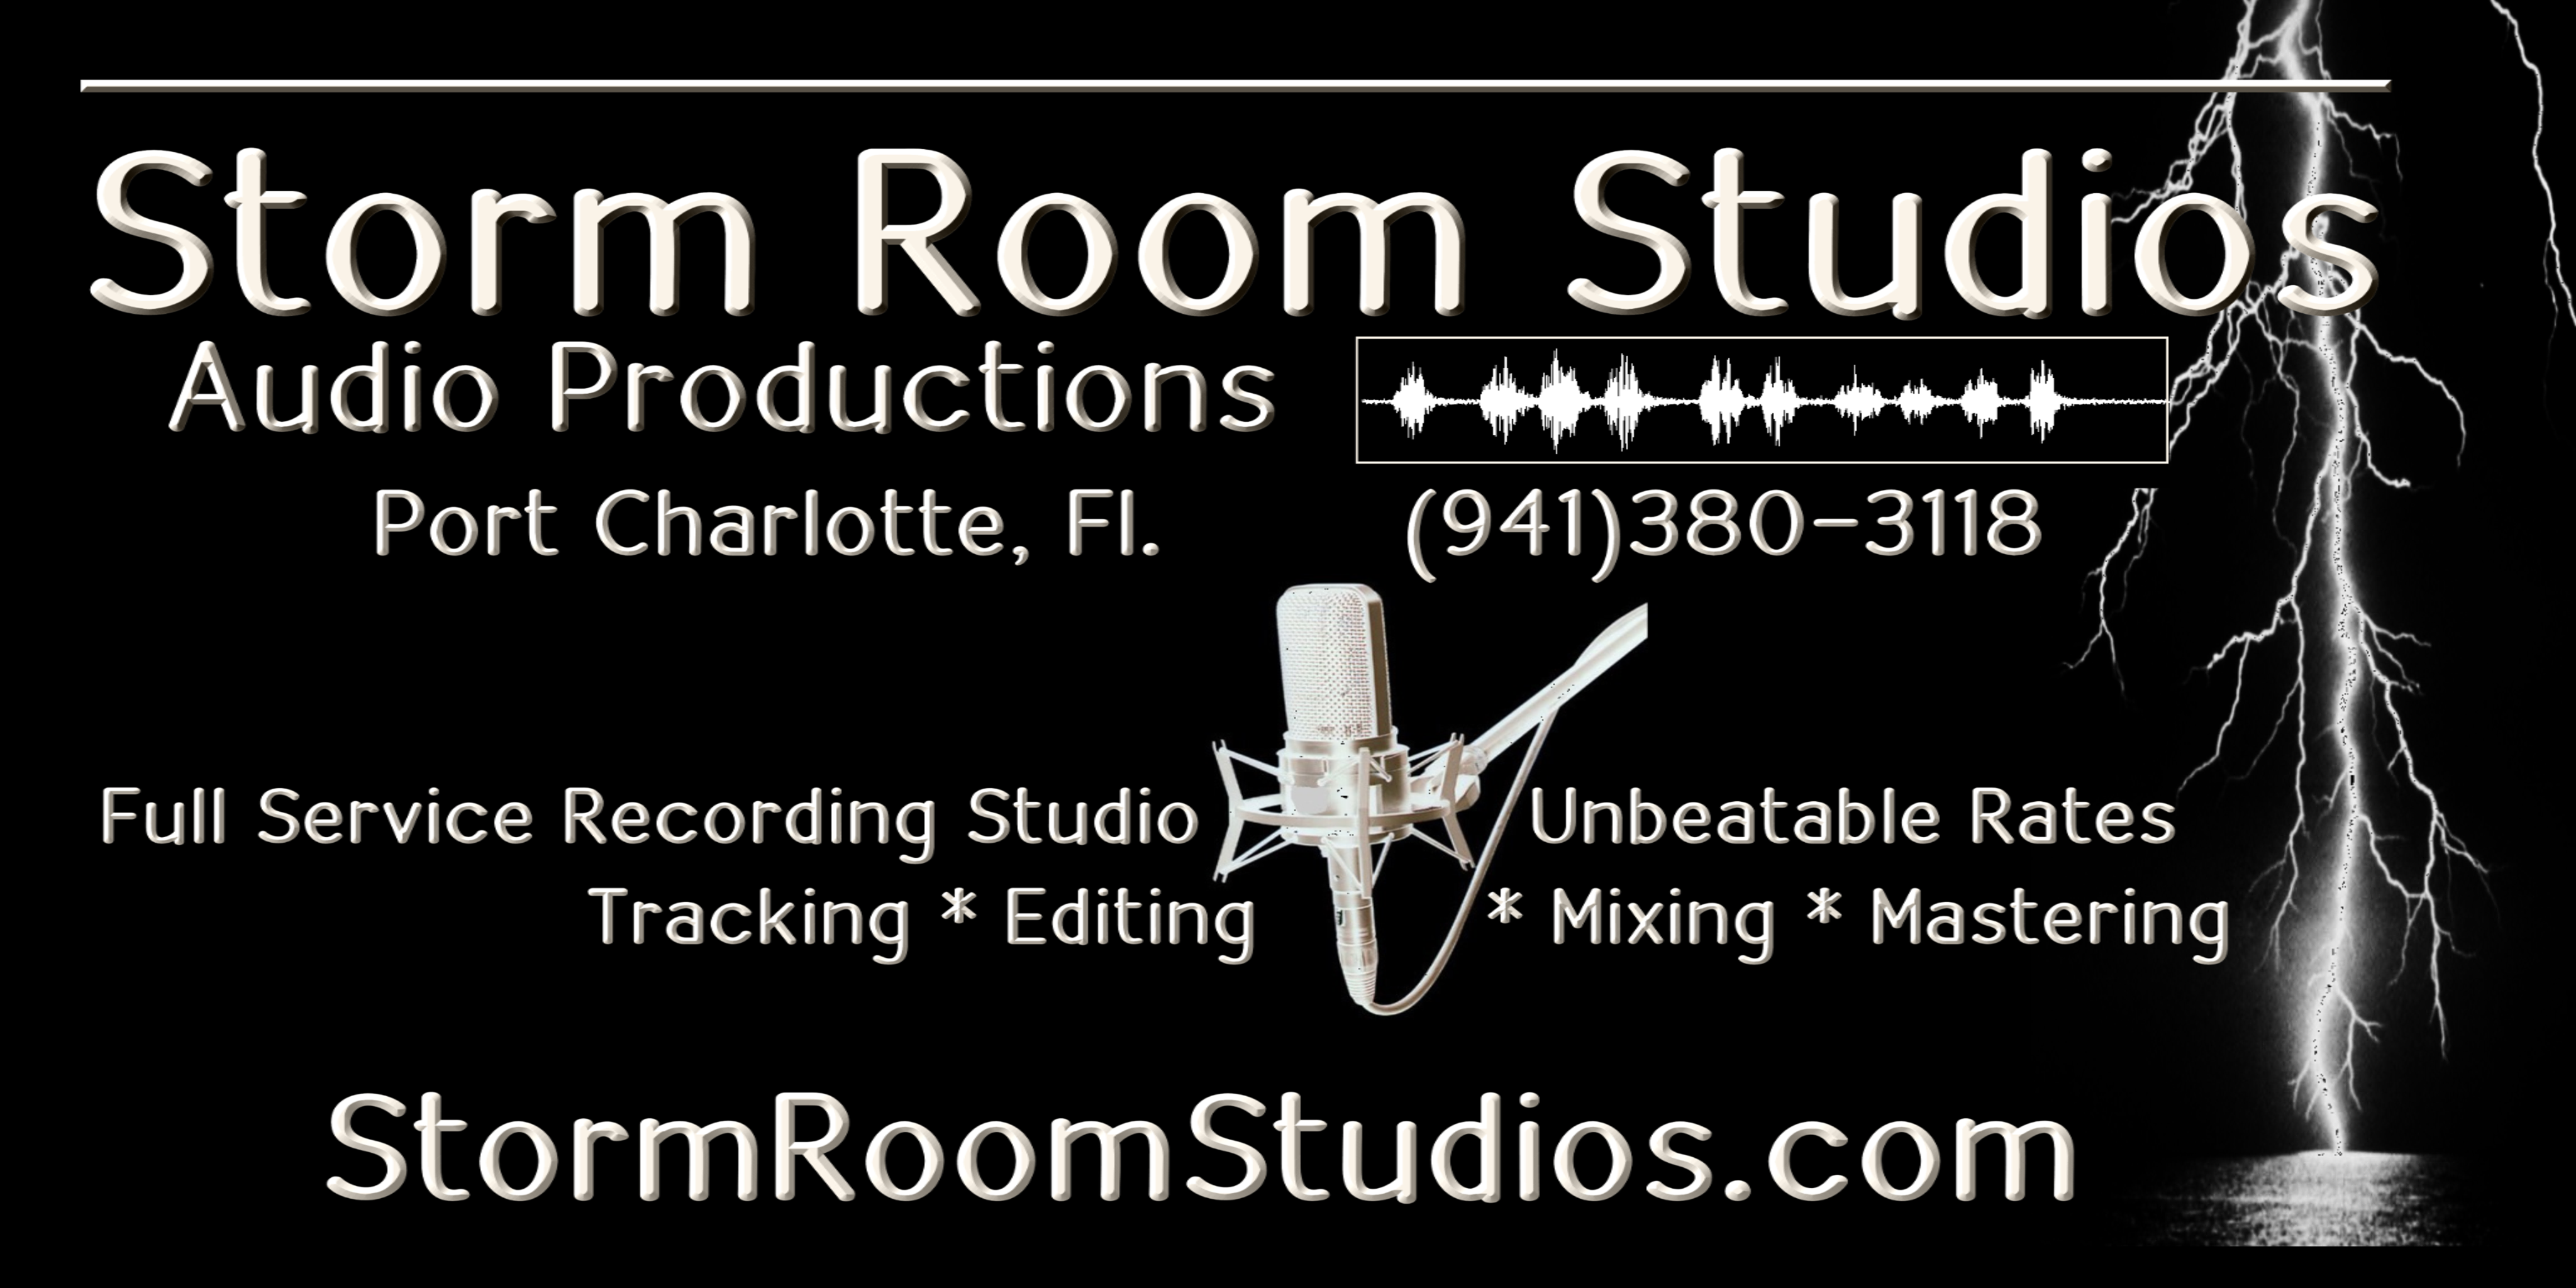 Storm Room Studios
Audio Productions
Port Charlotte, Fl. (941)380-3118
Full Service Recording Studio Unbeatable Rates
Tracking * Editing * Mixing * Mastering
StormRoomStudios.com